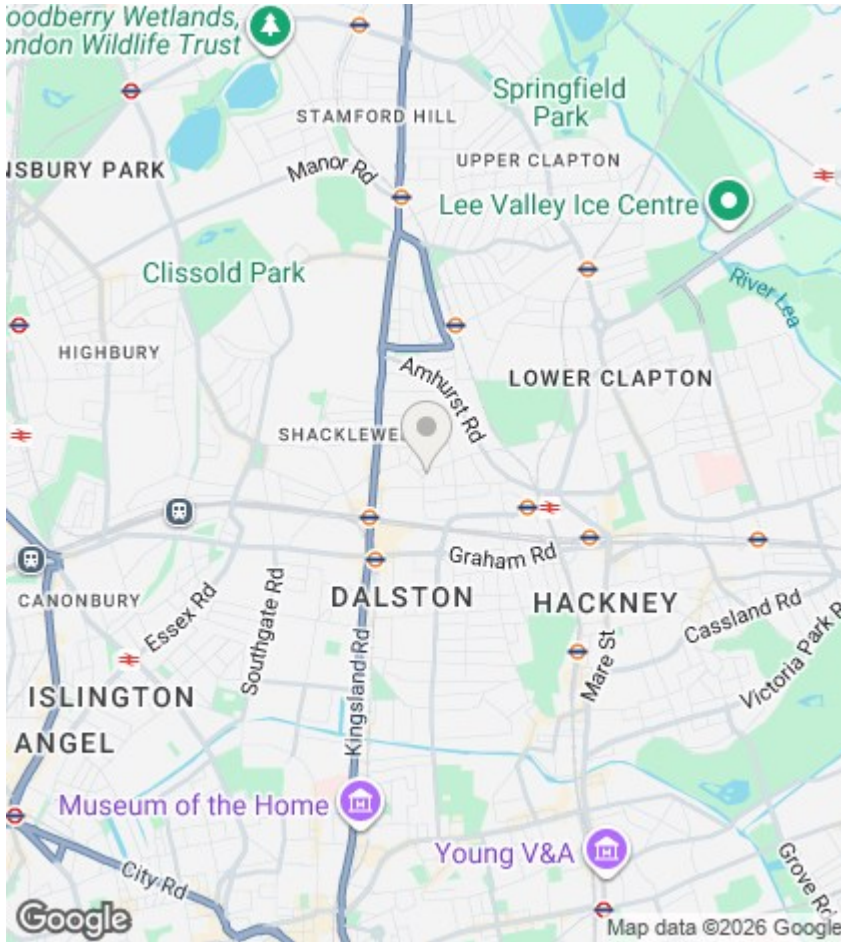 oodberry Wetlands,
ondon Wildlife Trust
Springfield
Park
STAMFORD HILL
UPPER CLAPTON
NSBURY PARK
Manor Rd
Lee Valley Ice Centre
Clissold Park
River Lea
HIGHBURY
Amhurst Rd
LOWER CLAPTON
SHACKLEWE
Graham Rd
CANONBURY
Essex Rd
Southgate Rd
DALSTON
HACKNEY
Cassland Rd
Mare St
Victoria Park R
ISLINGTON
Kingsland Rd
ANGEL
Museum of the Home
Young V&A
City Rd
Grove Rd
Google
Map data ©2026 Google